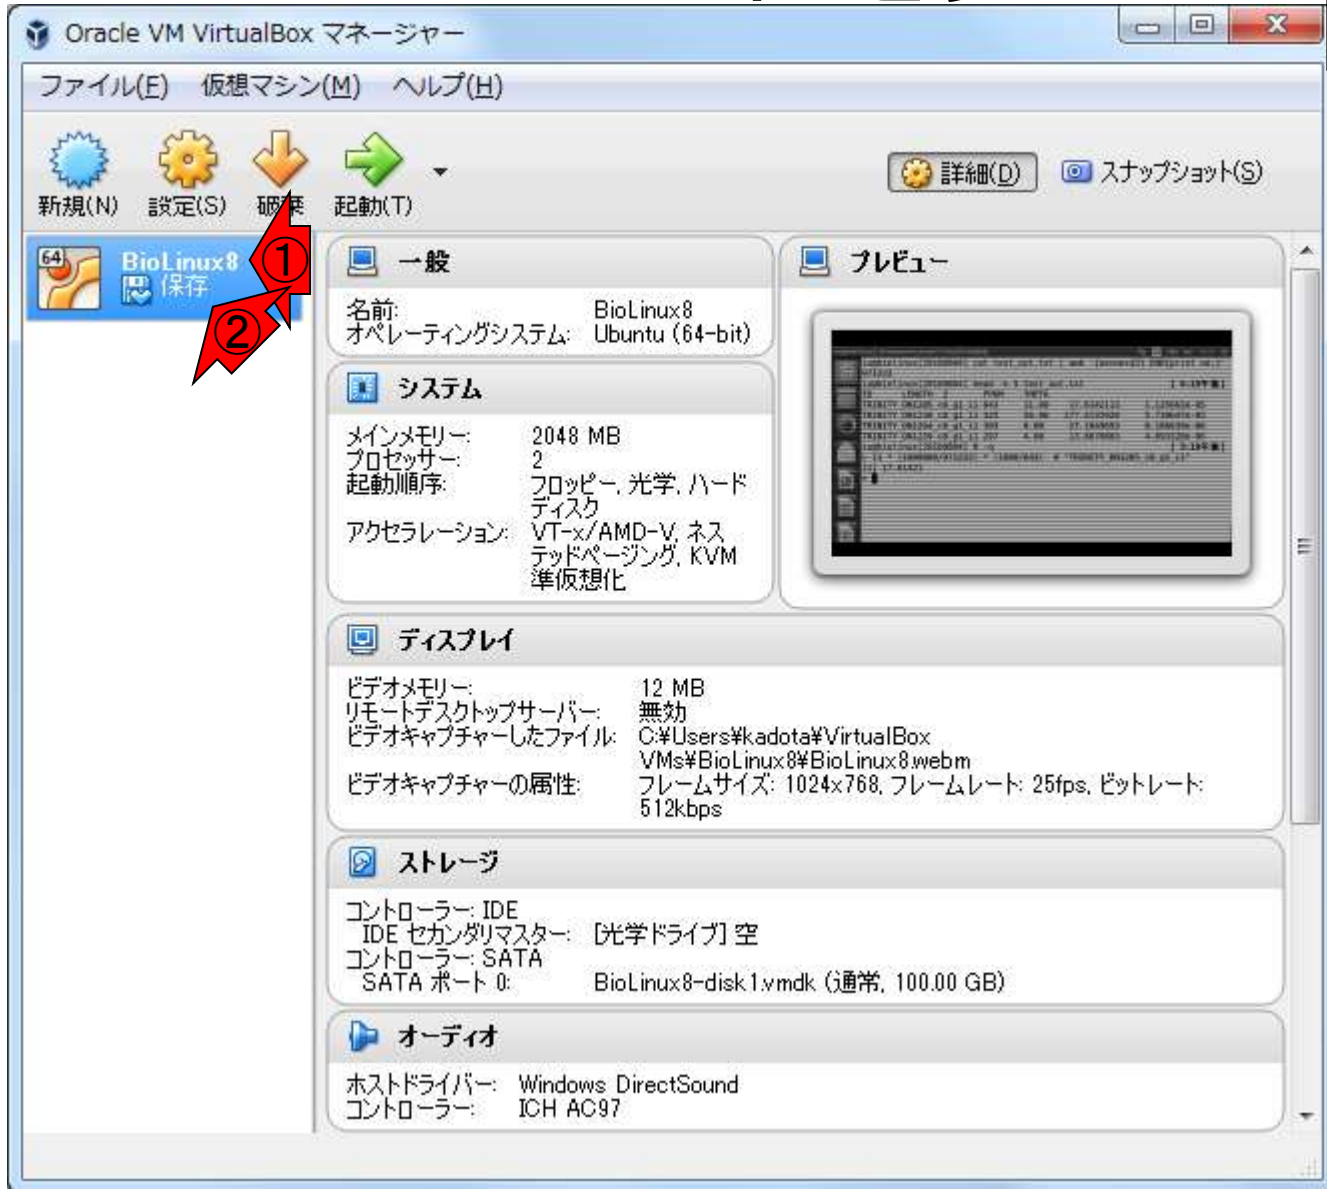 Oracle VM VirtualBox マネージャー
ファイル(F) 仮想マシン(M) ヘルプ(H)
新規(N) 設定(S) 破棄 起動(T) 詳細(D) スナップショット(S)
64 BioLinux8
保存
①
②
一般
名前: BioLinux8
オペレーティングシステム: Ubuntu (64-bit)
プレビュー
システム
メインメモリー: 2048 MB
プロセッサー: 2
起動順序: フロッピー, 光学, ハード
ディスク
アクセラレーション: VT-x/AMD-V, ネス
テッドページング, KVM
準仮想化
ディスプレイ
ビデオメモリー: 12 MB
リモートデスクトップサーバー: 無効
ビデオキャプチャーしたファイル: C:¥Users¥kadota¥VirtualBox
VMs¥BioLinux8¥BioLinux8.webm
ビデオキャプチャーの属性: フレームサイズ: 1024x768, フレームレート: 25fps, ビットレート:
512kbps
ストレージ
コントローラー: IDE
IDE セカンダリマスター: [光学ドライブ] 空
コントローラー: SATA
SATA ポート 0: BioLinux8-disk1.vmdk (通常, 100.00 GB)
オーディオ
ホストドライバー: Windows DirectSound
コントローラー: ICH AC97